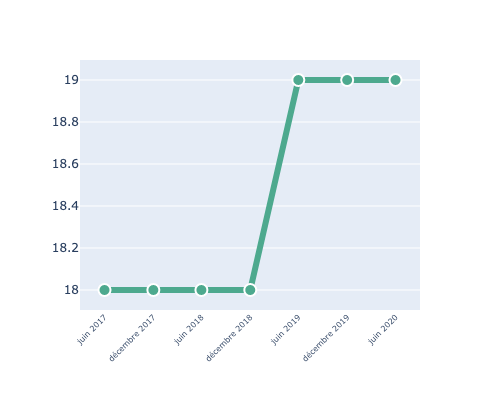 19
18.8
18.6
18.4
18.2
18
juin 2017
décembre 2017
juin 2018
décembre 2018
juin 2019
décembre 2019
juin 2020